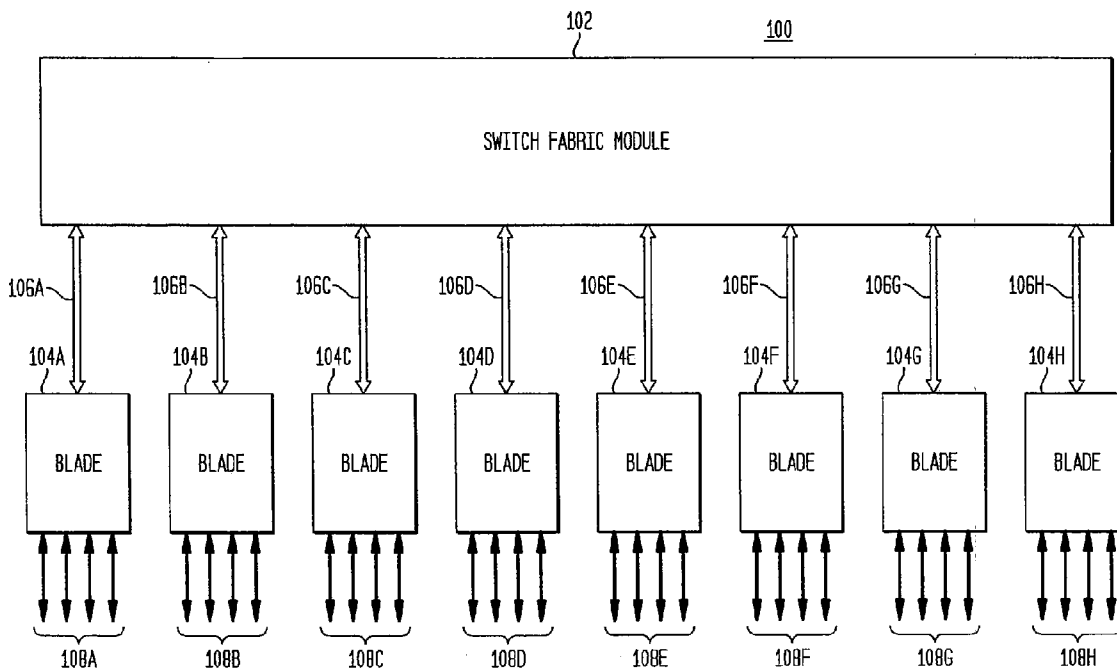 102
100
SWITCH FABRIC MODULE
106A 106B 106C 106D 106E 106F 106G 106H
104A 104B 104C 104D 104E 104F 104G 104H
BLADE BLADE BLADE BLADE BLADE BLADE BLADE BLADE
108A 108B 108C 108D 108E 108F 108G 108H